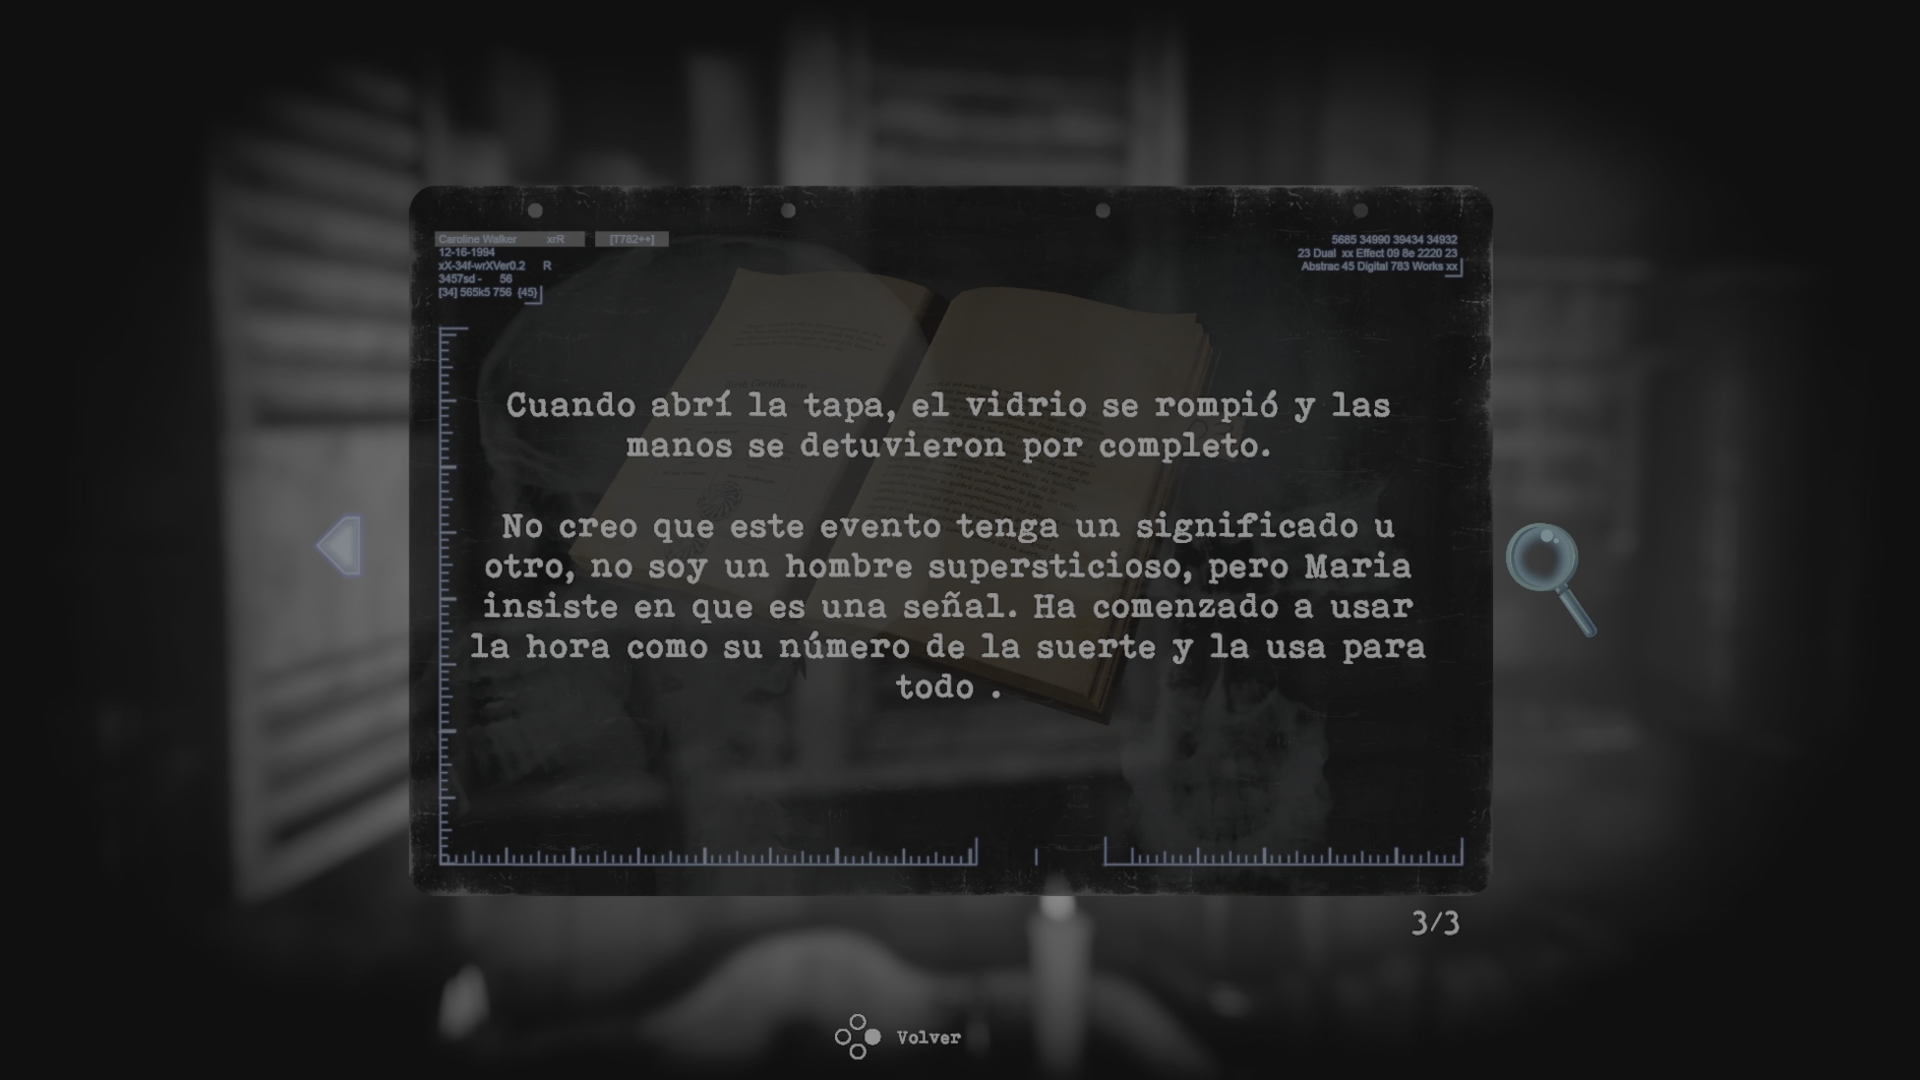 Caroline Walker xrR [T782++]
12-16-1994
xX-34f-wrXVer0.2 R
3457sd - 56
[34] 565k5 756 {45}
5685 34990 39434 34932
23 Dual xx Effect 09 8e 2220 23
Abstrac 45 Digital 783 Works xx
Cuando abrí la tapa, el vidrio se rompió y las
manos se detuvieron por completo.
No creo que este evento tenga un significado u
otro, no soy un hombre supersticioso, pero Maria
insiste en que es una señal. Ha comenzado a usar
la hora como su número de la suerte y la usa para
todo .
3/3
Volver